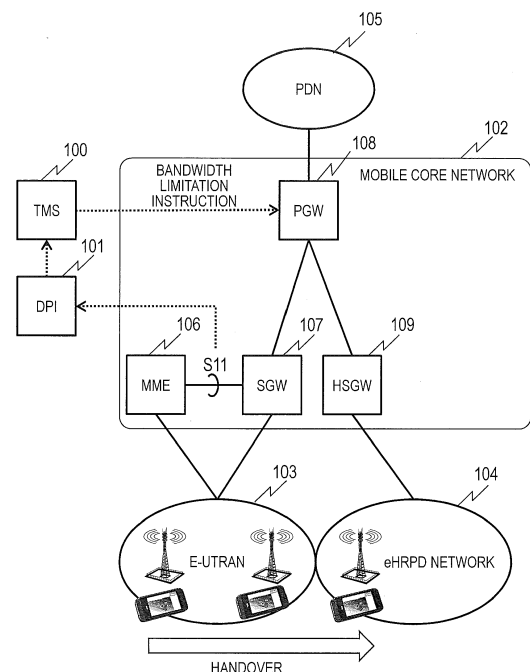 105
PDN
102
108
100
BANDWIDTH
LIMITATION
INSTRUCTION
MOBILE CORE NETWORK
TMS
PGW
101
DPI
106
107
109
S11
MME
SGW
HSGW
103
104
E-UTRAN
eHRPD NETWORK
HANDOVER